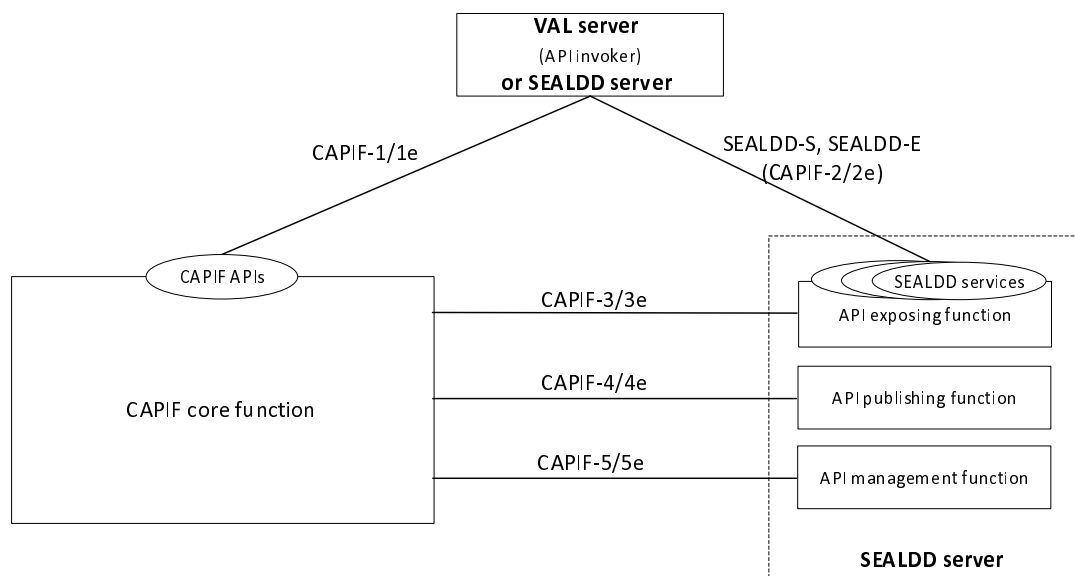 VAL server
(API invoker)
or SEALDD server
CAPIF-1/1e
SEALDD-S, SEALDD-E
(CAPIF-2/2e)
CAPIF APIs
SEALDD services
CAPIF-3/3e
API exposing function
CAPIF-4/4e
CAPIF core function
API publishing function
CAPIF-5/5e
API management function
SEALDD server